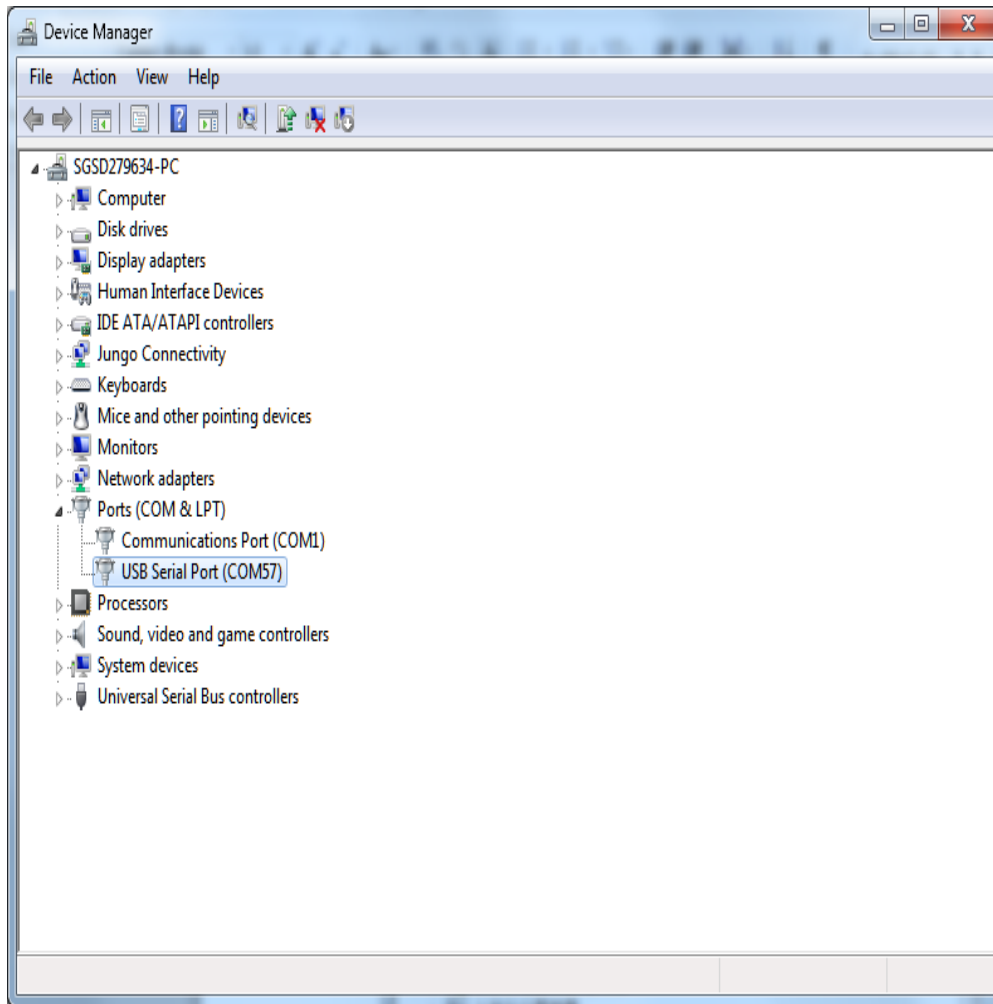 Device Manager
File Action View Help
SGSD279634-PC
Computer
Disk drives
Display adapters
Human Interface Devices
IDE ATA/ATAPI controllers
Jungo Connectivity
Keyboards
Mice and other pointing devices
Monitors
Network adapters
Ports (COM & LPT)
Communications Port (COM1)
USB Serial Port (COM57)
Processors
Sound, video and game controllers
System devices
Universal Serial Bus controllers